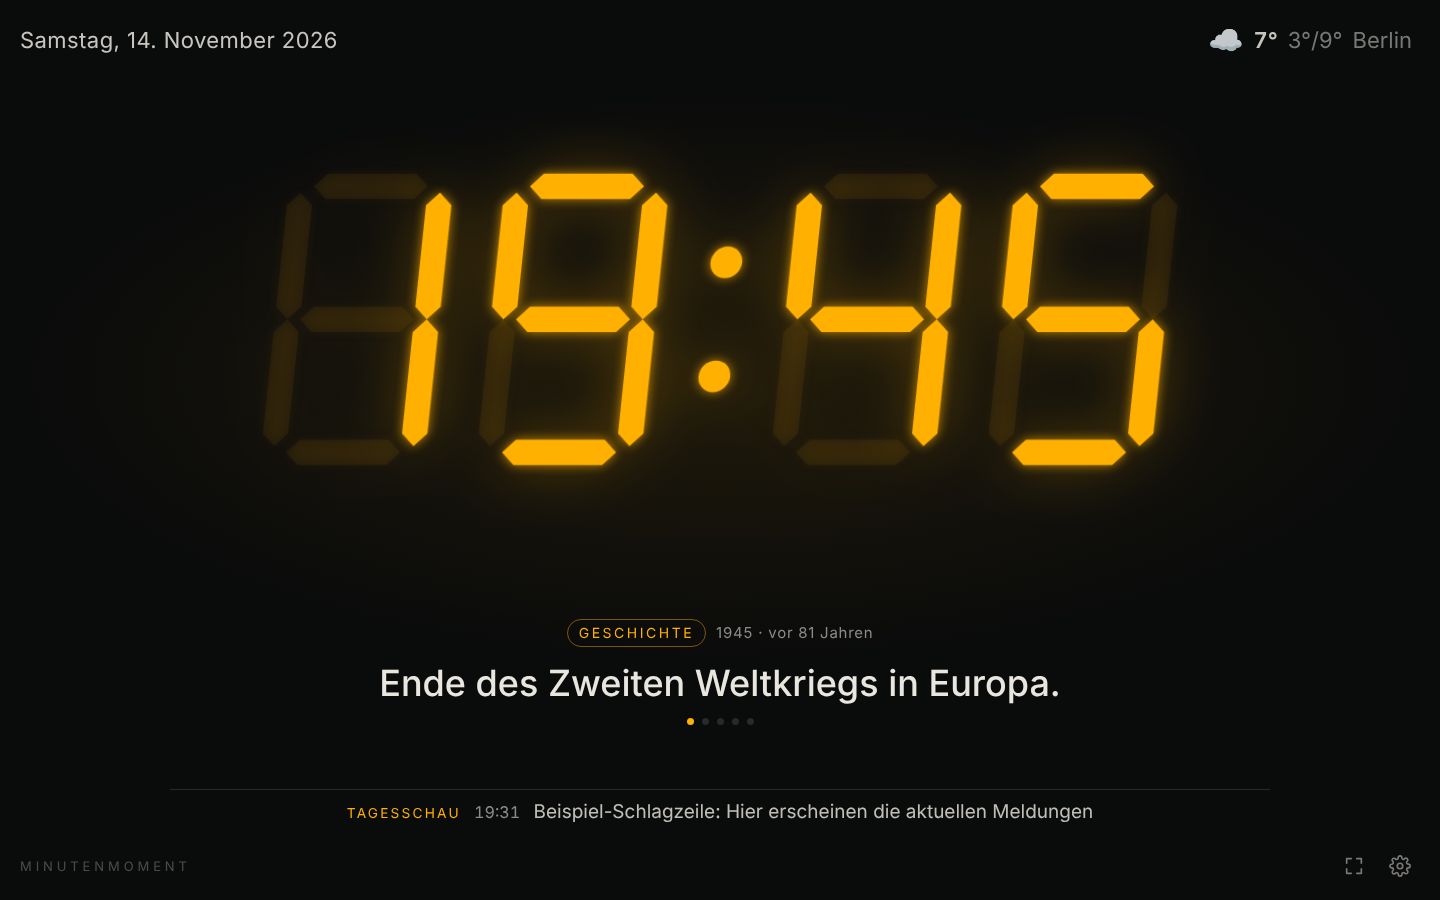 Samstag, 14. November 2026
7° 3°/9° Berlin
19:45
GESCHICHTE 1945 · vor 81 Jahren
Ende des Zweiten Weltkriegs in Europa.
TAGESSCHAU 19:31 Beispiel-Schlagzeile: Hier erscheinen die aktuellen Meldungen
MINUTENMOMENT